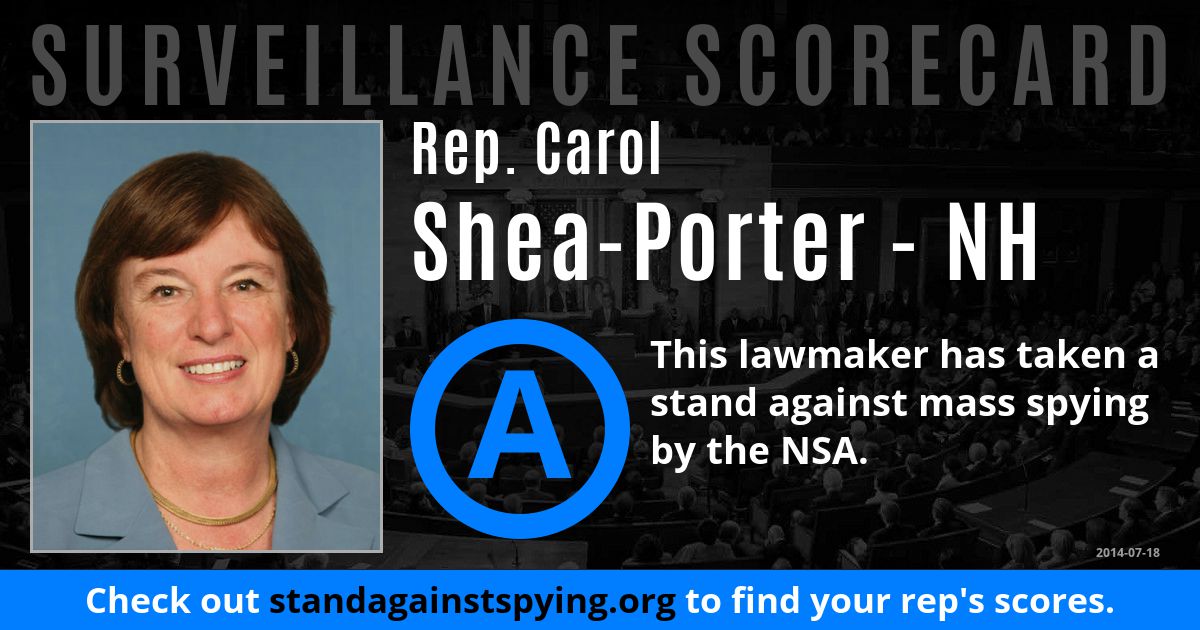 SURVEILLANCE SCORECARD
Rep. Carol
Shea-Porter - NH
A
This lawmaker has taken a
stand against mass spying
by the NSA.
2014-07-18
Check out standagainstspying.org to find your rep's scores.